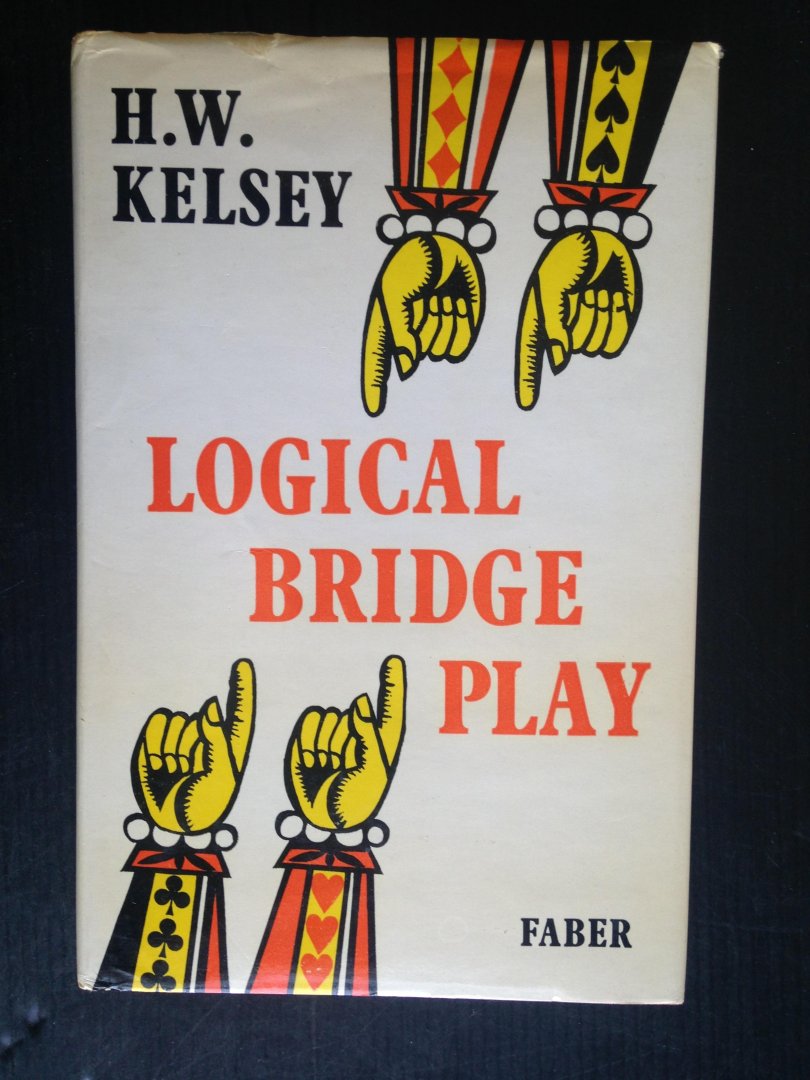 H.W.
KELSEY
LOGICAL
BRIDGE
PLAY
FABER